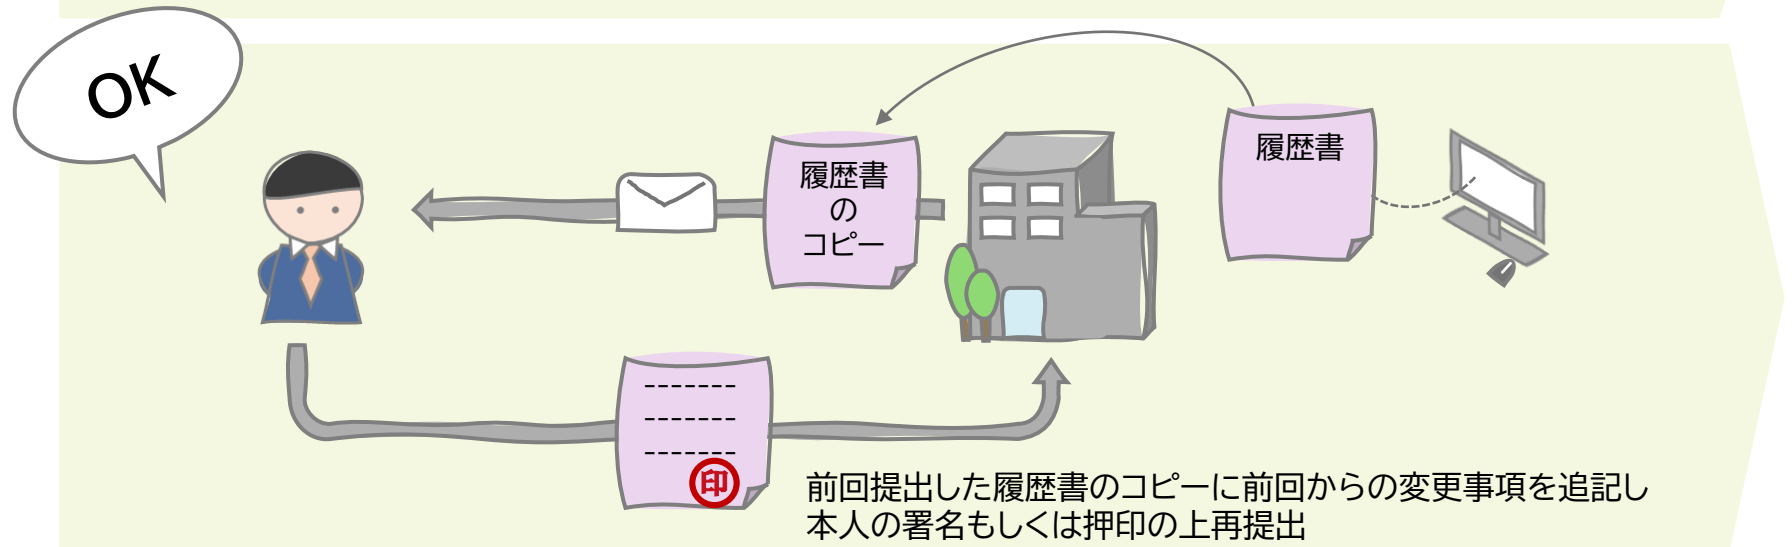 OK
履歴書
の
コピー
履歴書
-------
-------
-------
印
前回提出した履歴書のコピーに前回からの変更事項を追記し
本人の署名もしくは押印の上再提出